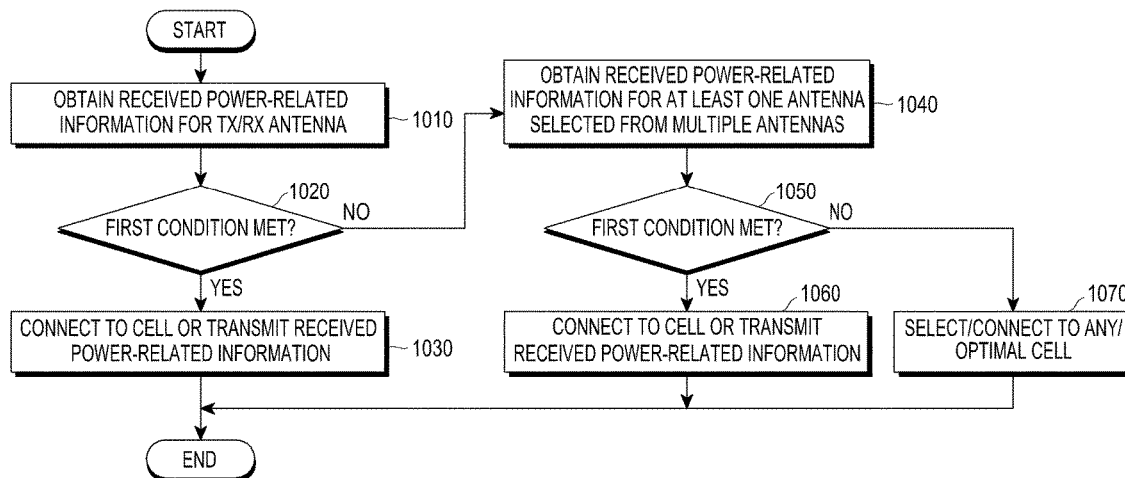 START
OBTAIN RECEIVED POWER-RELATED
INFORMATION FOR TX/RX ANTENNA
1010
1020
FIRST CONDITION MET?
NO
YES
CONNECT TO CELL OR TRANSMIT RECEIVED
POWER-RELATED INFORMATION
1030
END
OBTAIN RECEIVED POWER-RELATED
INFORMATION FOR AT LEAST ONE ANTENNA
SELECTED FROM MULTIPLE ANTENNAS
1040
1050
FIRST CONDITION MET?
NO
YES
1060
CONNECT TO CELL OR TRANSMIT
RECEIVED POWER-RELATED INFORMATION
1070
SELECT/CONNECT TO ANY/
OPTIMAL CELL